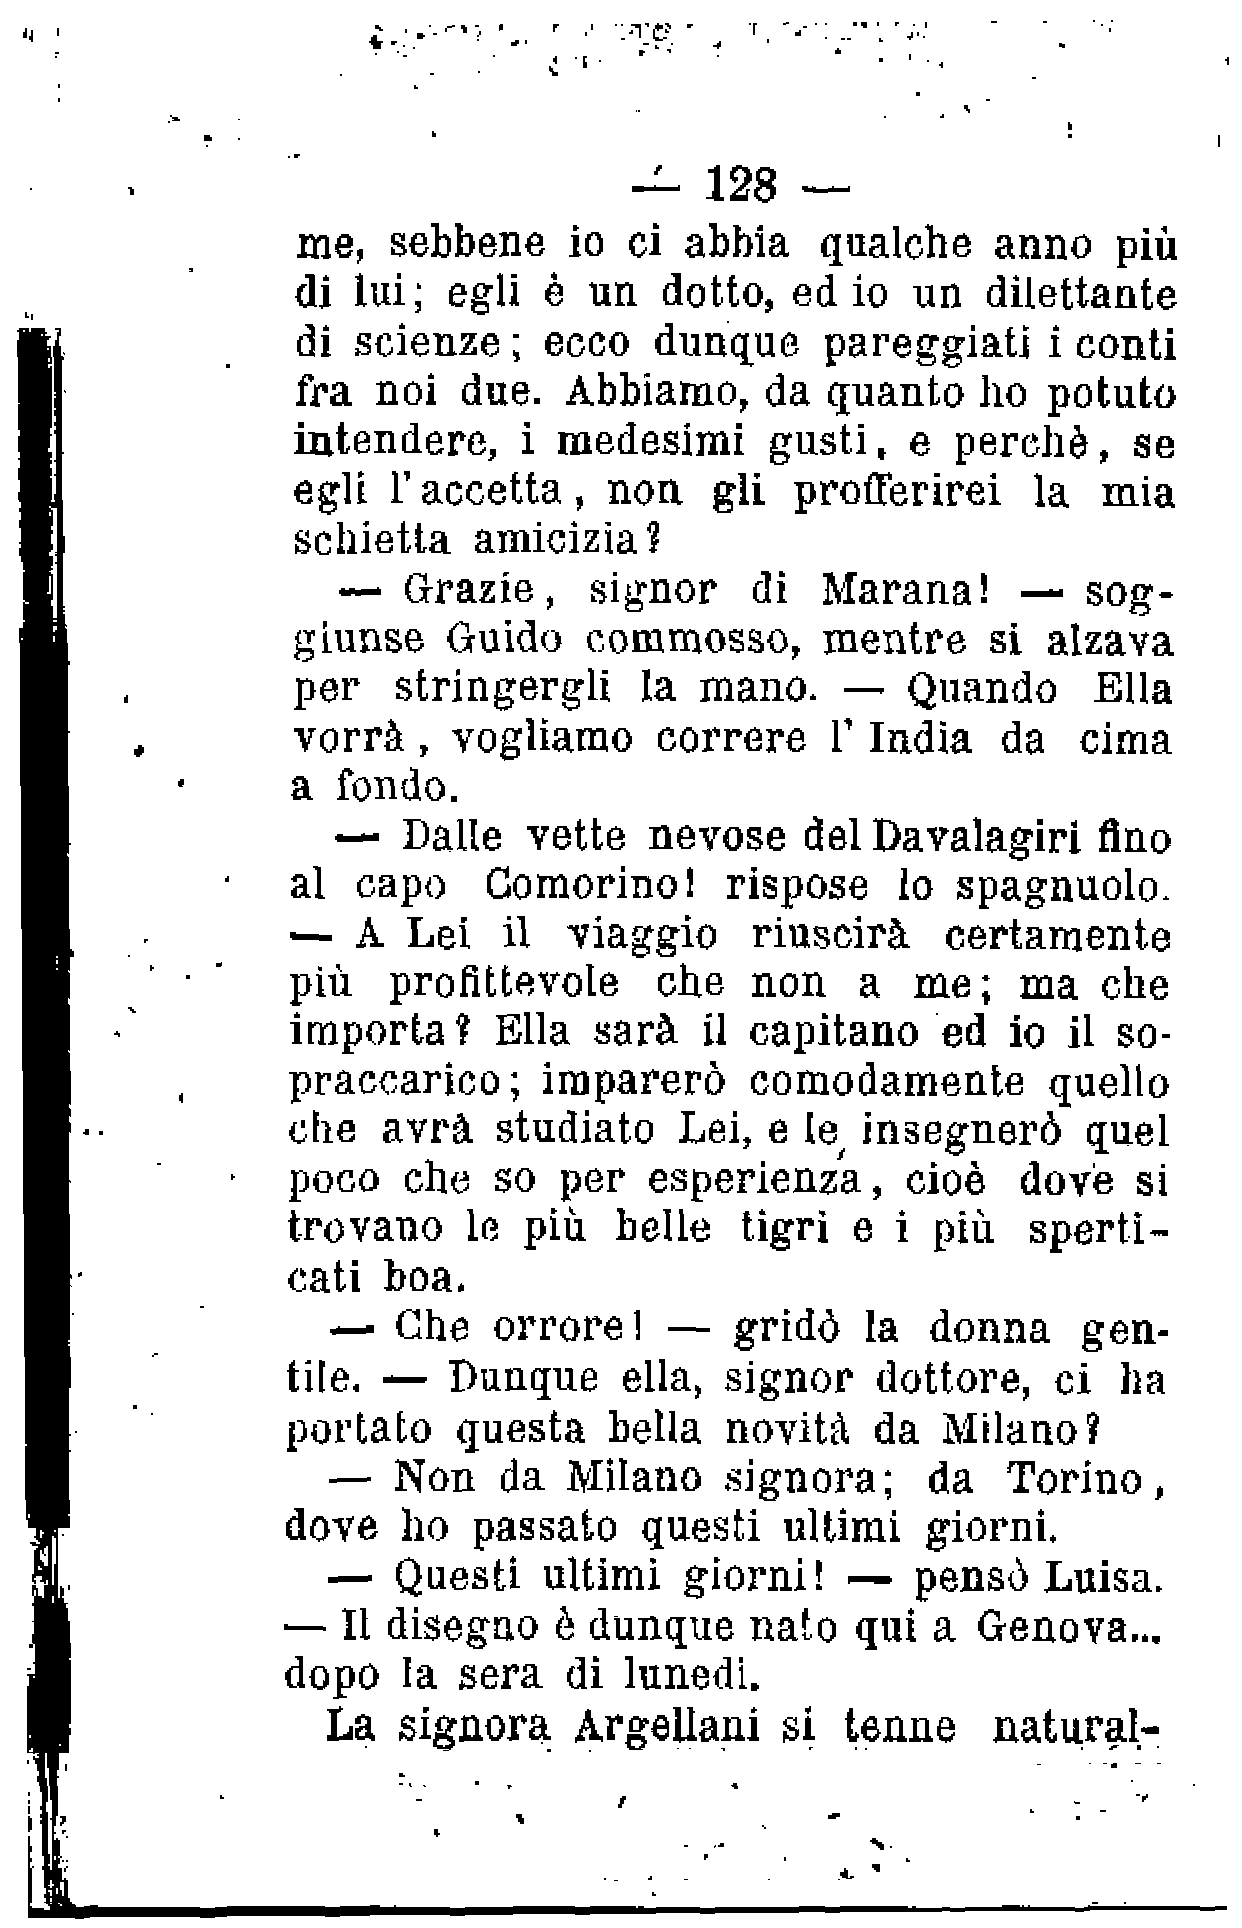 — 128 —
me, sebbene io ci abbia qualche anno più
di lui; egli è un dotto, ed io un dilettante
di scienze; ecco dunque pareggiati i conti
fra noi due. Abbiamo, da quanto ho potuto
intendere, i medesimi gusti, e perchè, se
egli l'accetta, non gli profferirei la mia
schietta amicizia?
— Grazie, signor di Marana! — sog-
giunse Guido commosso, mentre si alzava
per stringergli la mano. — Quando Ella
vorrà, vogliamo correre l'India da cima
a fondo.
— Dalle vette nevose del Davalagiri fino
al capo Comorino! rispose lo spagnuolo.
— A Lei il viaggio riuscirà certamente
più profittevole che non a me; ma che
importa? Ella sarà il capitano ed io il so-
praccarico; imparerò comodamente quello
che avrà studiato Lei, e le insegnerò quel
poco che so per esperienza, cioè dove si
trovano le più belle tigri e i più sperti-
cati boa.
— Che orrore! — gridò la donna gen-
tile. — Dunque ella, signor dottore, ci ha
portato questa bella novità da Milano?
— Non da Milano signora; da Torino,
dove ho passato questi ultimi giorni.
— Questi ultimi giorni! — pensò Luisa.
— Il disegno è dunque nato qui a Genova...
dopo la sera di lunedì.
La signora Argellani si tenne natural-